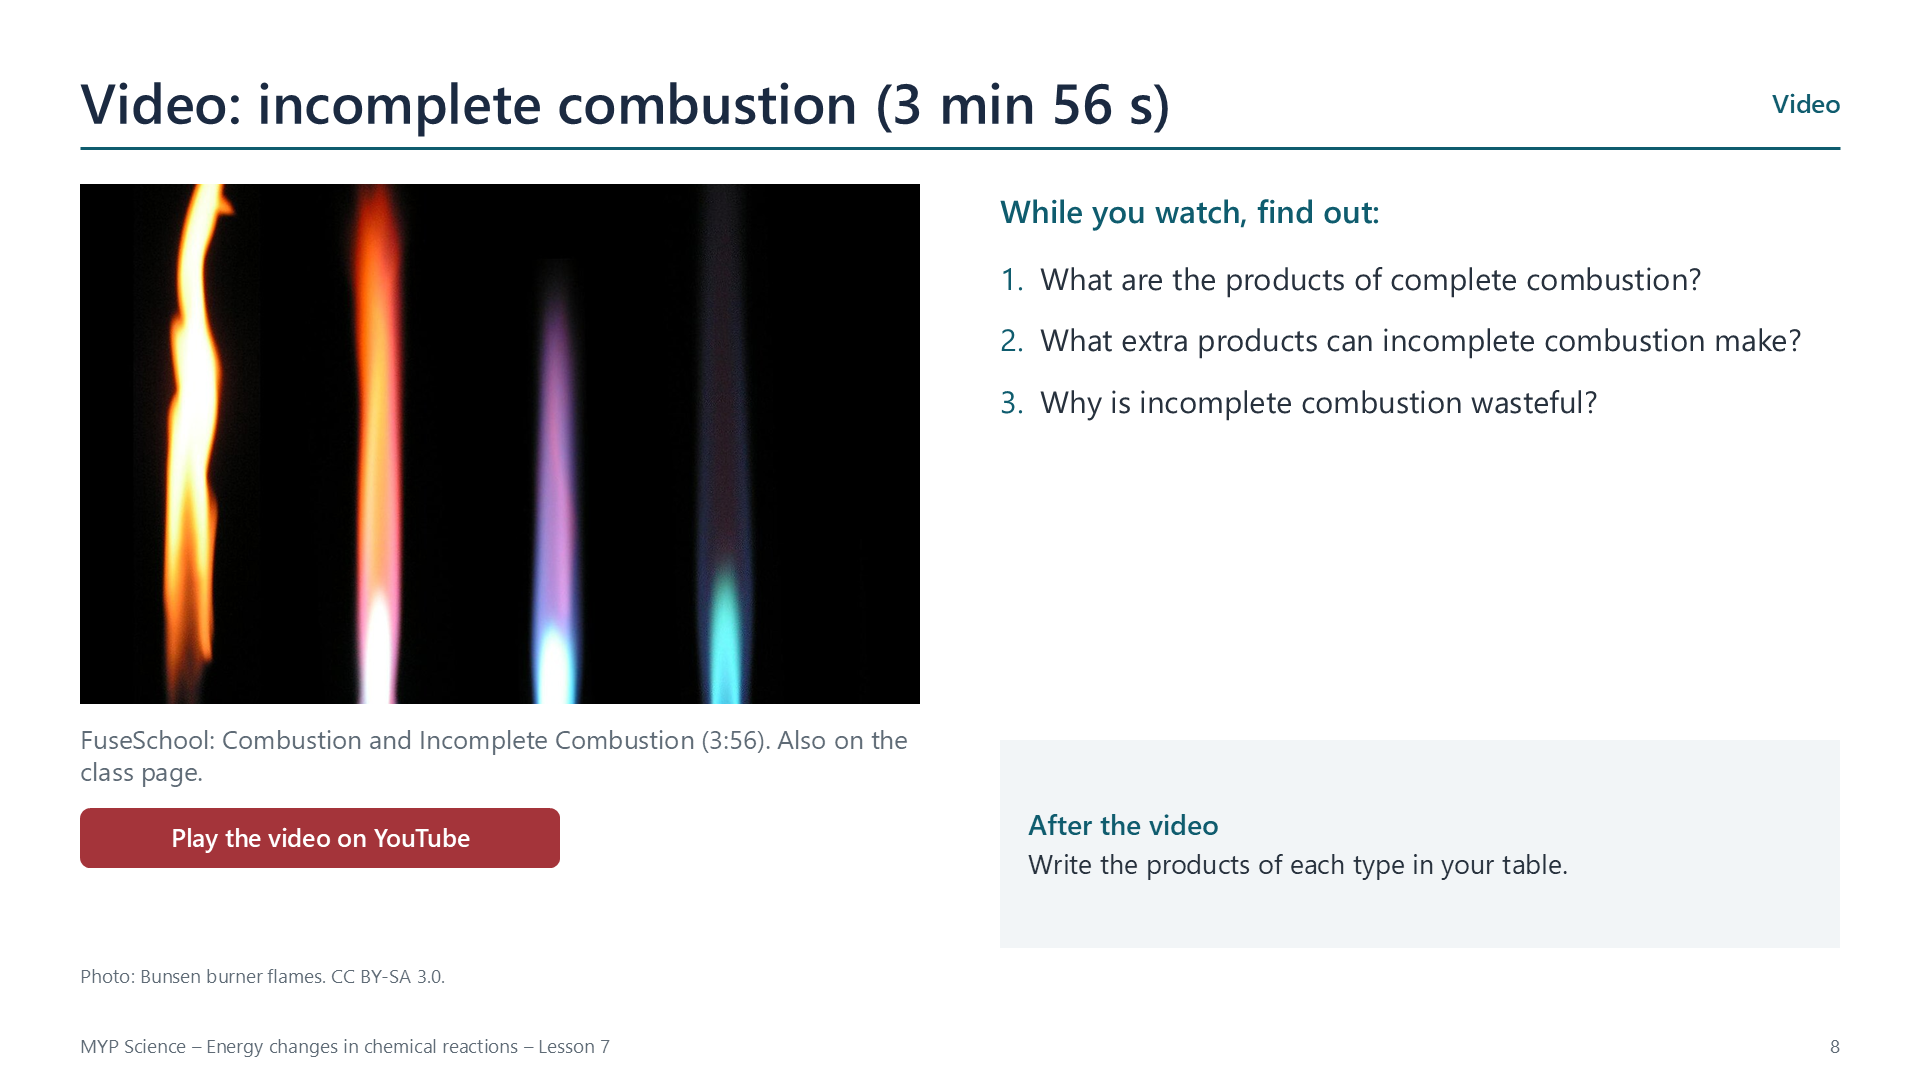 Video: incomplete combustion (3 min 56 s)
Video
FuseSchool: Combustion and Incomplete Combustion (3:56). Also on the
class page.
Play the video on YouTube
Photo: Bunsen burner flames. CC BY-SA 3.0.
While you watch, find out:
1. What are the products of complete combustion?
2. What extra products can incomplete combustion make?
3. Why is incomplete combustion wasteful?
After the video
Write the products of each type in your table.
MYP Science – Energy changes in chemical reactions – Lesson 7
8